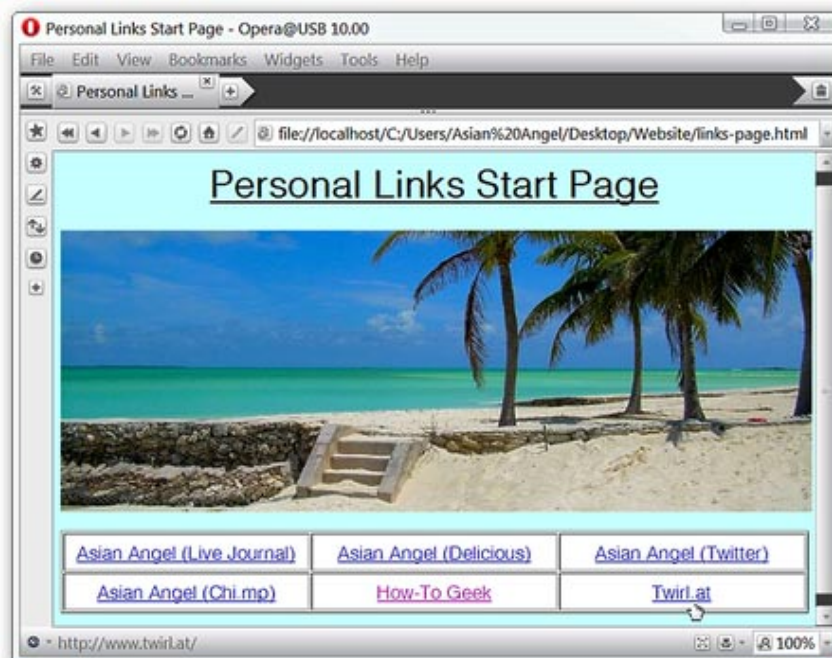 Personal Links Start Page - Opera@USB 10.00
File Edit View Bookmarks Widgets Tools Help
Personal Links ...
file://localhost/C:/Users/Asian%20Angel/Desktop/Website/links-page.html
Personal Links Start Page
Asian Angel (Live Journal) Asian Angel (Delicious) Asian Angel (Twitter)
Asian Angel (Chi.mp) How-To Geek Twirl.at
http://www.twirl.at/ 100%